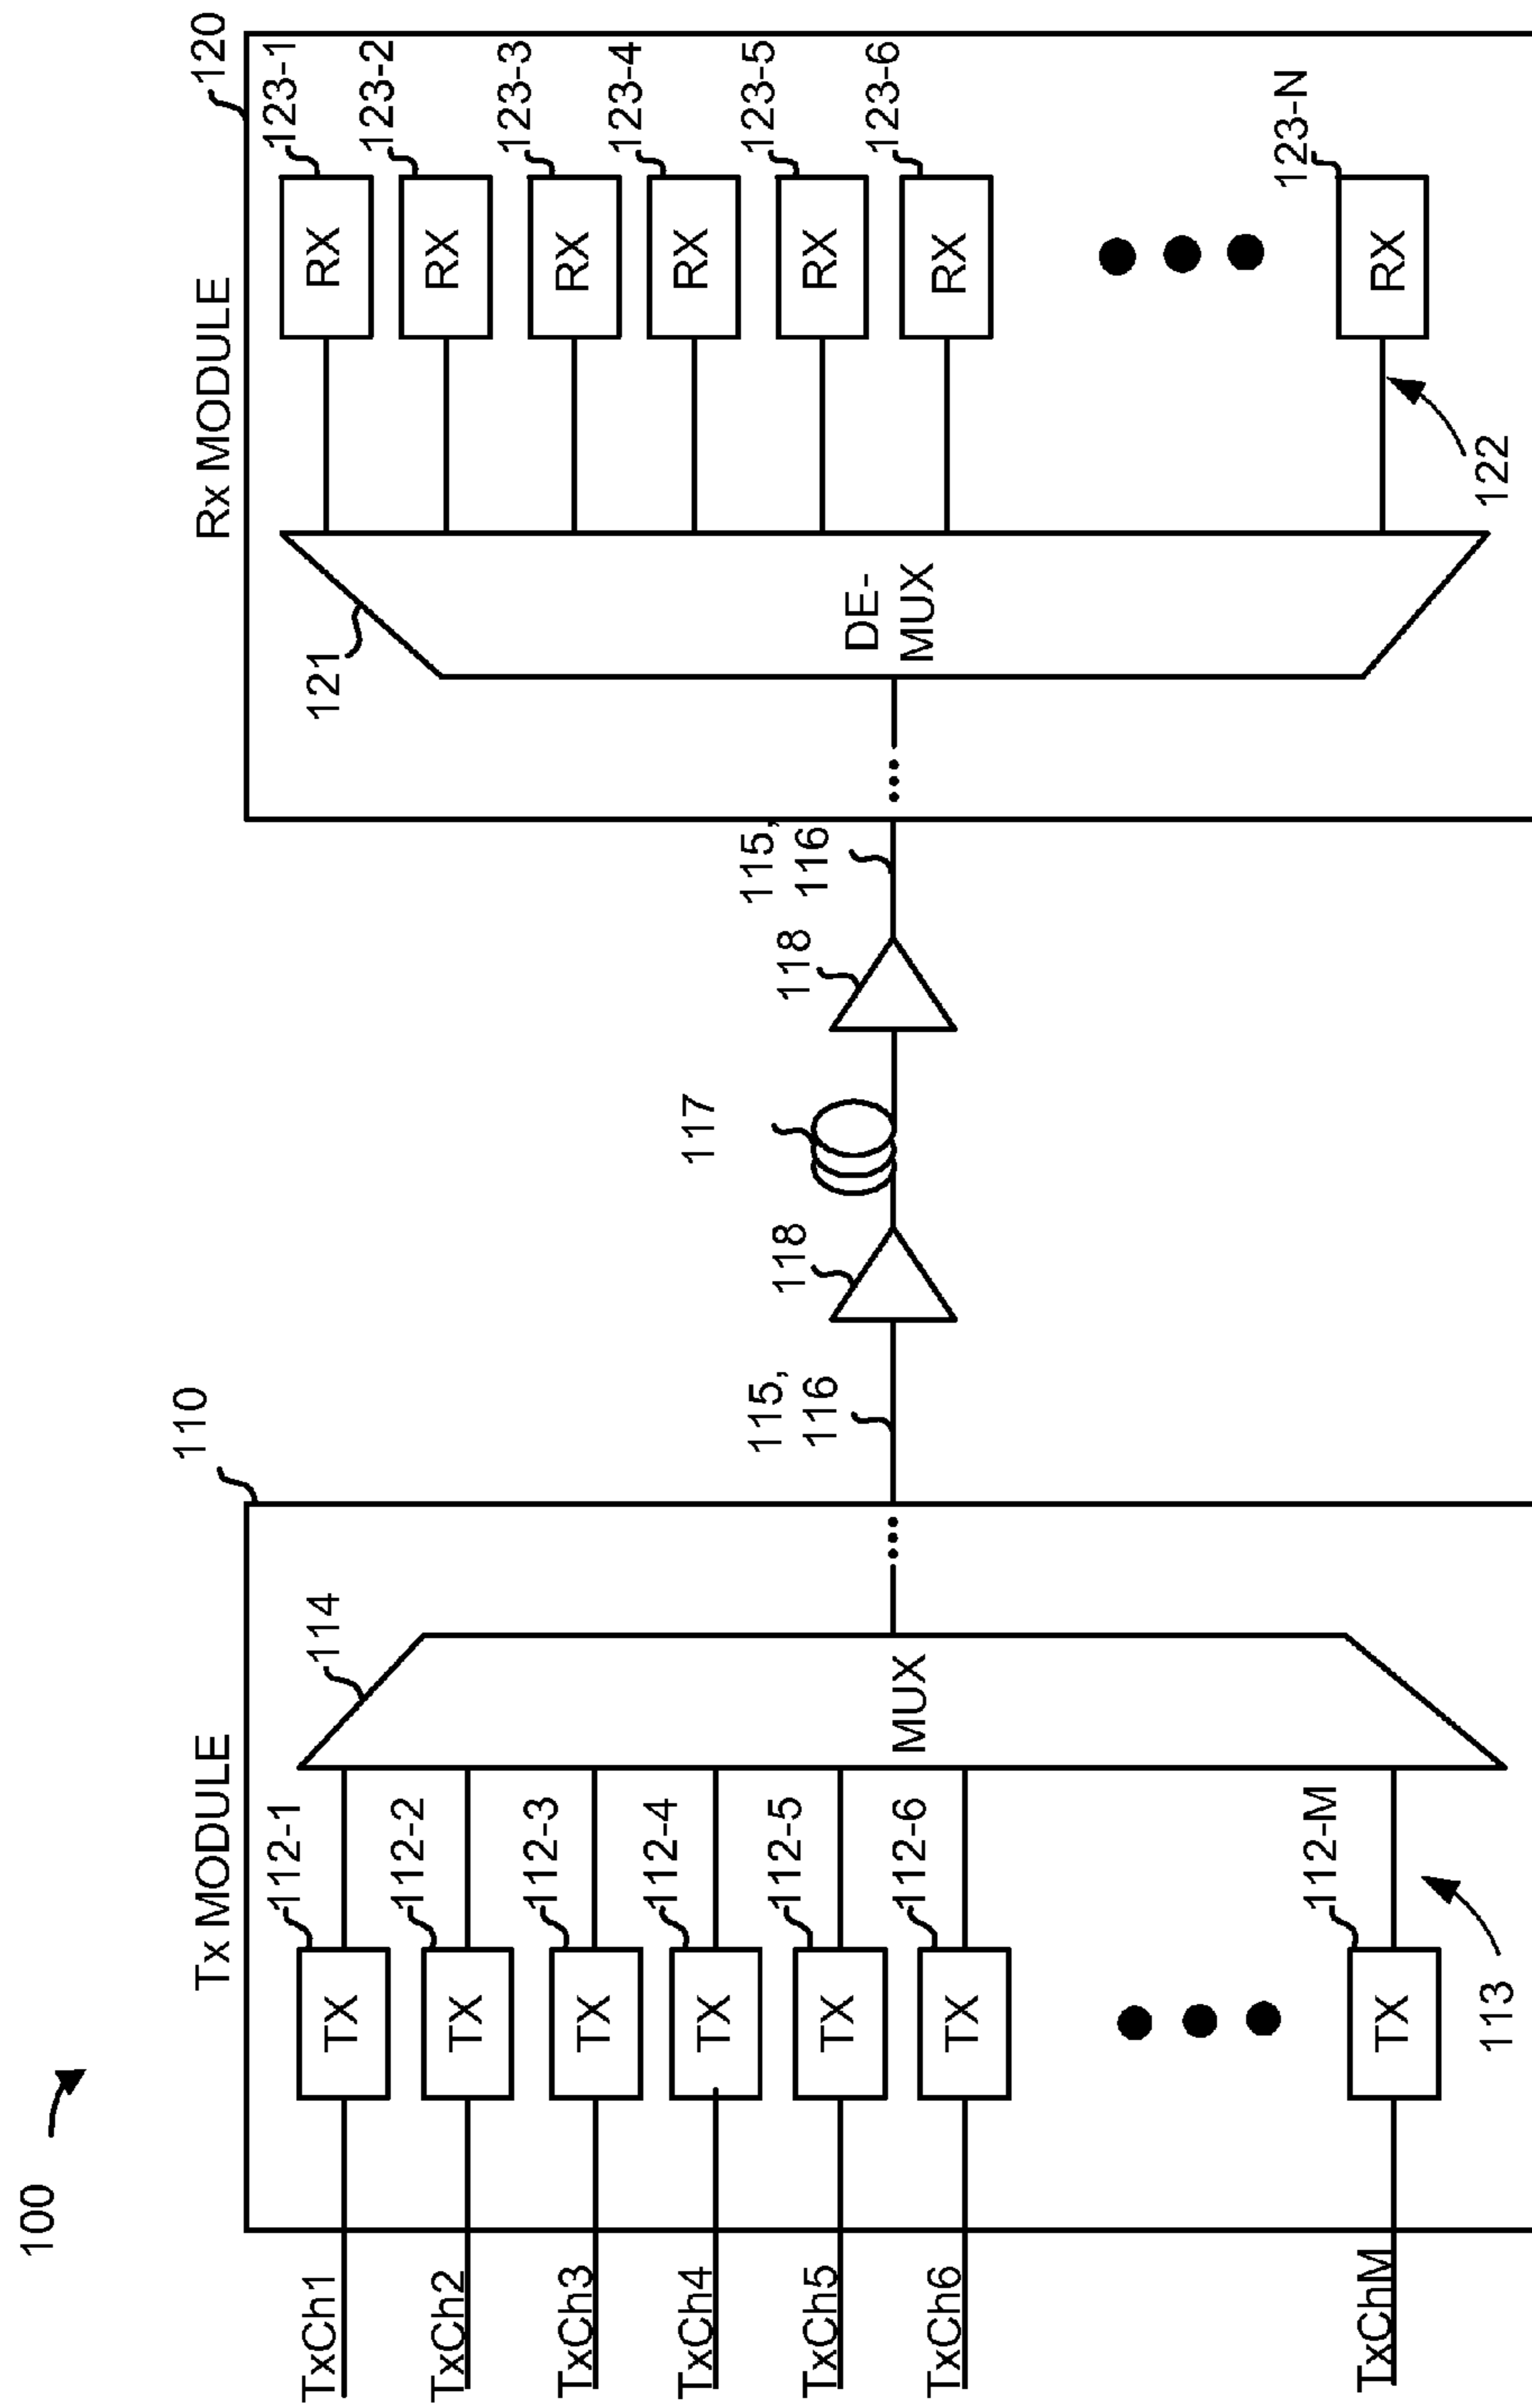 100
Tx MODULE
110
TxCh1
TX
112-1
TxCh2
TX
112-2
TxCh3
TX
112-3
TxCh4
TX
112-4
TxCh5
TX
112-5
TxCh6
TX
112-6
TxChM
TX
112-M
113
114
MUX
115,
116
118
117
118
115,
116
Rx MODULE
120
121
DE-
MUX
122
RX
123-1
RX
123-2
RX
123-3
RX
123-4
RX
123-5
RX
123-6
RX
123-N